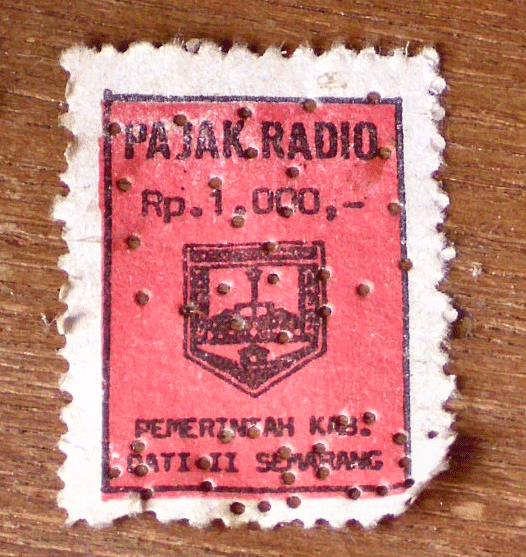 PAJAK RADIO
Rp.1.000,-
PEMERINTAH KAB.
DATI II SEMARANG